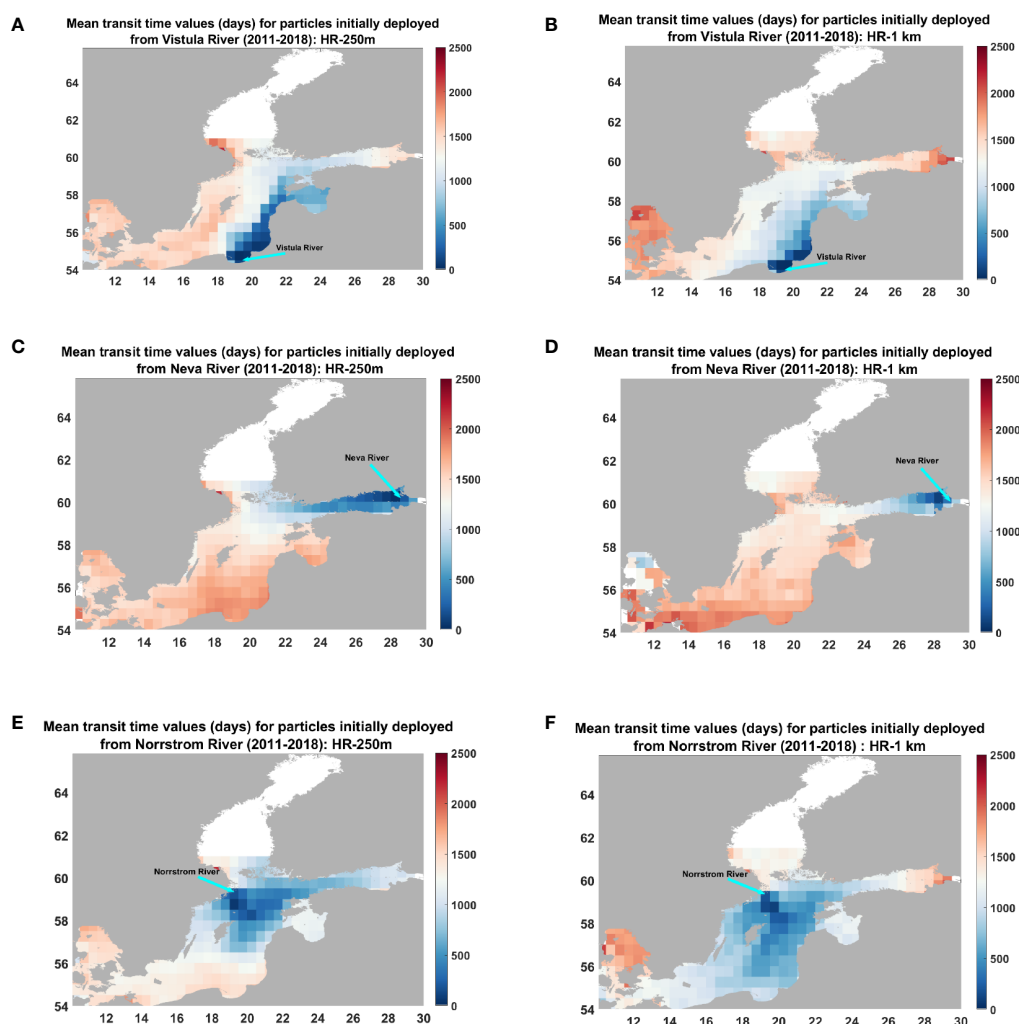 A
Mean transit time values (days) for particles initially deployed
from Vistula River (2011-2018): HR-250m
64
62
60
58
56
54
12 14 16 18 20 22 24 26 28 30
2500
2000
1500
1000
500
0
Vistula River
B
Mean transit time values (days) for particles initially deployed
from Vistula River (2011-2018): HR-1 km
64
62
60
58
56
54
12 14 16 18 20 22 24 26 28 30
2500
2000
1500
1000
500
0
Vistula River
C
Mean transit time values (days) for particles initially deployed
from Neva River (2011-2018): HR-250m
64
62
60
58
56
54
12 14 16 18 20 22 24 26 28 30
2500
2000
1500
1000
500
0
Neva River
D
Mean transit time values (days) for particles initially deployed
from Neva River (2011-2018): HR-1 km
64
62
60
58
56
54
12 14 16 18 20 22 24 26 28 30
2500
2000
1500
1000
500
0
Neva River
E
Mean transit time values (days) for particles initially deployed
from Norrstrom River (2011-2018): HR-250m
64
62
60
58
56
54
12 14 16 18 20 22 24 26 28 30
2500
2000
1500
1000
500
0
Norrstrom River
F
Mean transit time values (days) for particles initially deployed
from Norrstrom River (2011-2018) : HR-1 km
64
62
60
58
56
54
12 14 16 18 20 22 24 26 28 30
2500
2000
1500
1000
500
0
Norrstrom River